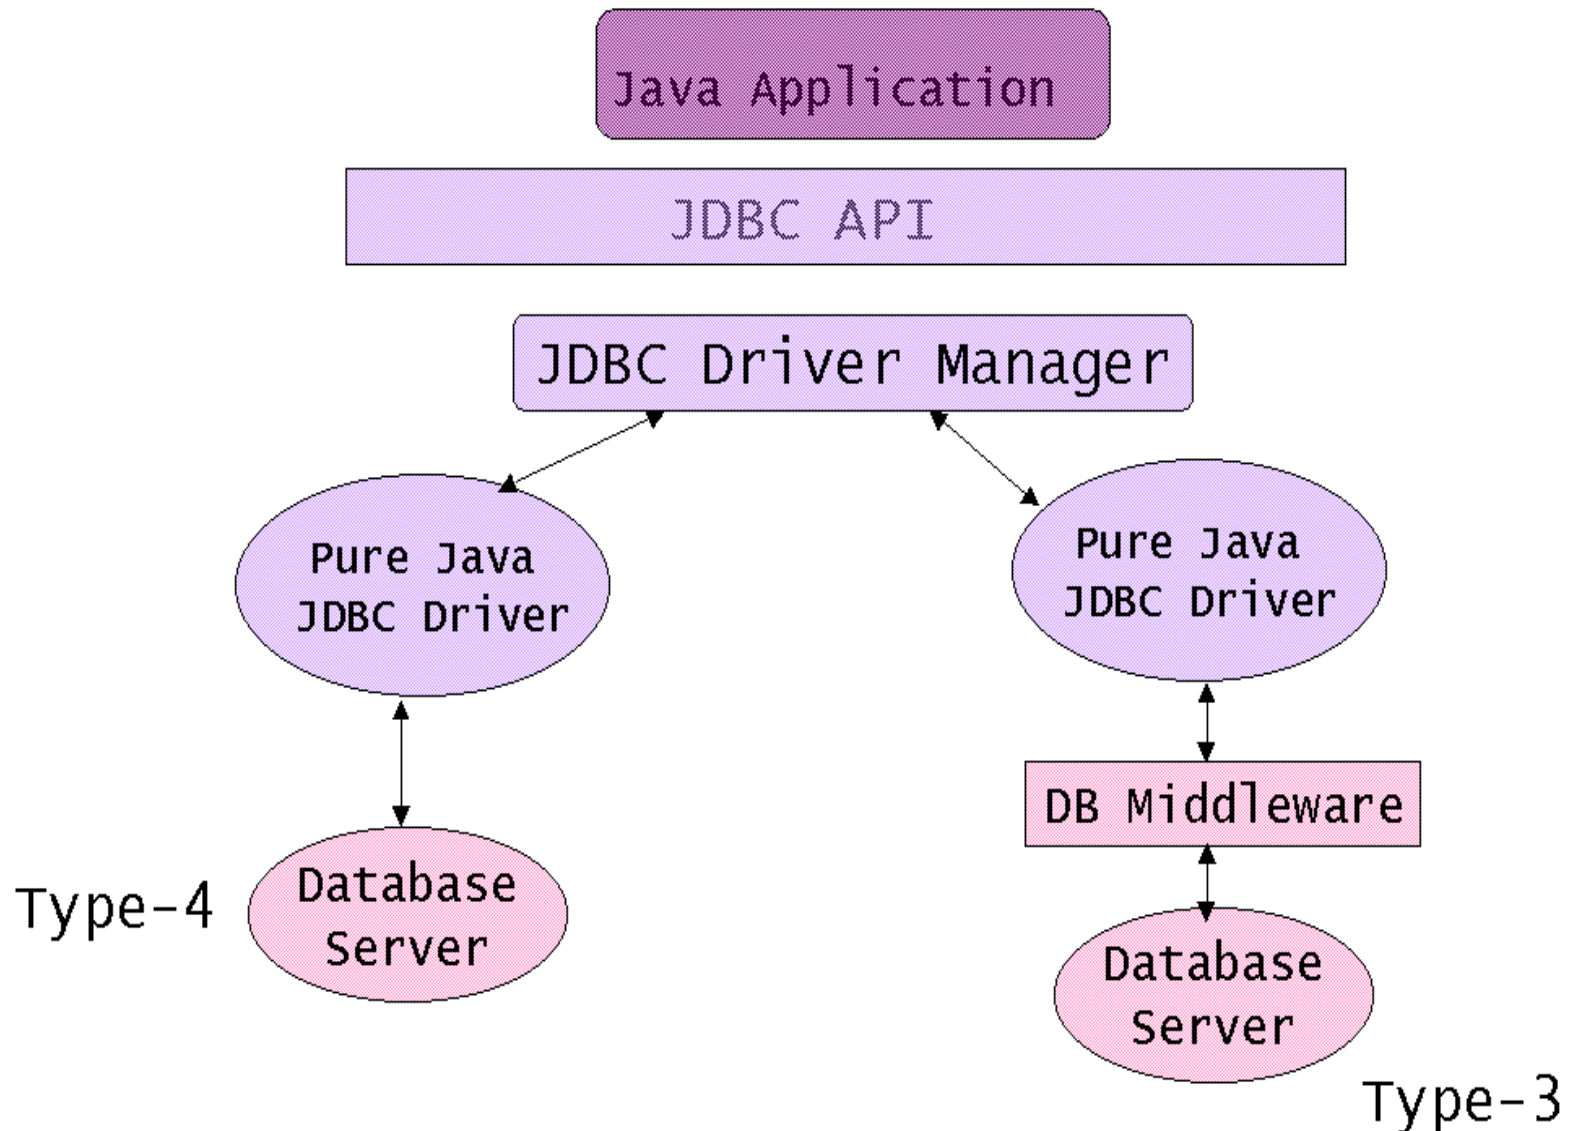 Java Application
JDBC API
JDBC Driver Manager
Pure Java
JDBC Driver
Pure Java
JDBC Driver
DB Middleware
Type-4
Database
Server
Database
Server
Type-3